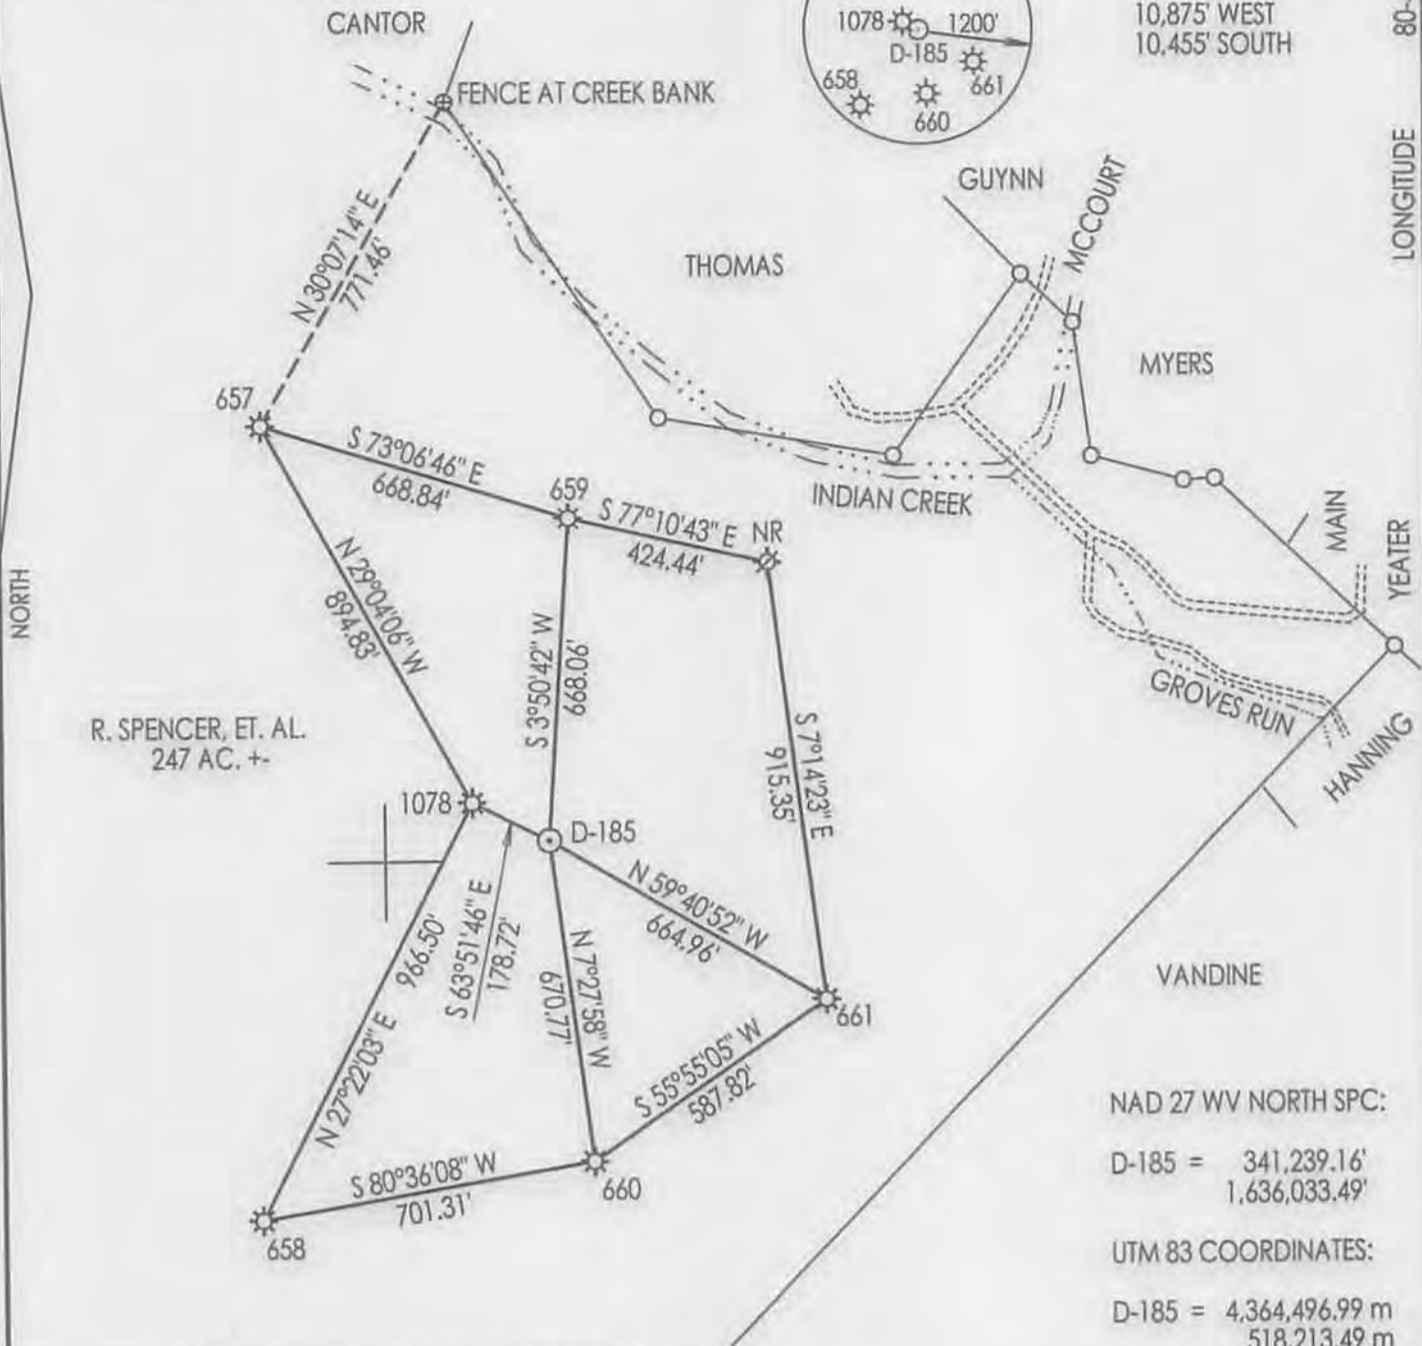 CANTOR
1078
1200'
D-185
658
661
660
10,875' WEST
10,455' SOUTH
80-
FENCE AT CREEK BANK
LONGITUDE
GUYNN
MCCOURT
N 30°07'14" E
771.46'
THOMAS
MYERS
657
S 73°06'46" E
668.84'
659
S 77°10'43" E
424.44'
NR
INDIAN CREEK
MAIN
YEATER
NORTH
N 29°04'06" W
894.83'
S 3°50'42" W
668.06'
GROVES RUN
HANNING
R. SPENCER, ET. AL.
247 AC. +-
S 7°14'23" E
915.35'
1078
D-185
N 59°40'52" W
664.96'
966.50'
N 27°22'03" E
S 63°51'46" E
178.72'
N 7°27'58" W
670.77'
VANDINE
661
S 55°55'05" W
587.82'
S 80°36'08" W
701.31'
660
658
NAD 27 WV NORTH SPC:
D-185 = 341,239.16'
1,636,033.49'
UTM 83 COORDINATES:
D-185 = 4,364,496.99 m
518,213.49 m